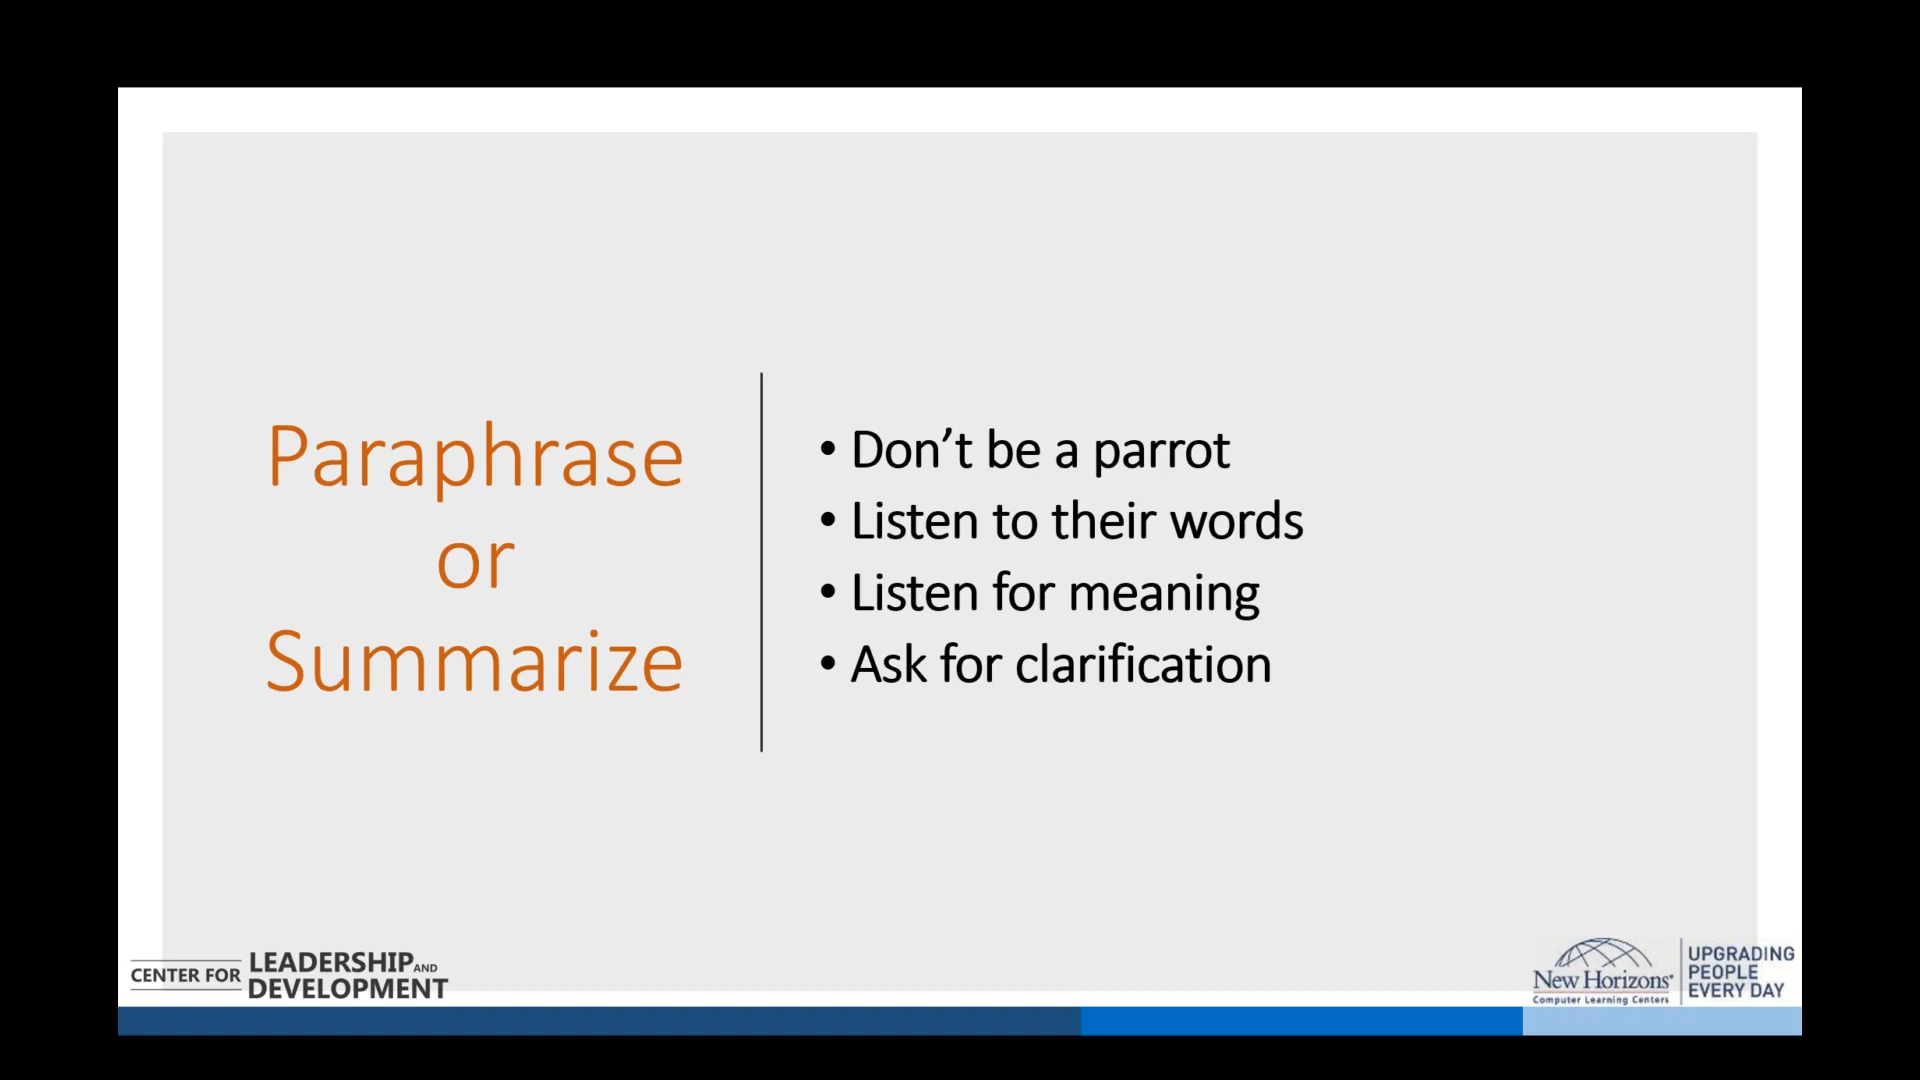 Paraphrase
or
Summarize
• Don’t be a parrot
• Listen to their words
• Listen for meaning
• Ask for clarification
CENTER FOR LEADERSHIP AND
DEVELOPMENT
New Horizons®
Computer Learning Centers
UPGRADING
PEOPLE
EVERY DAY